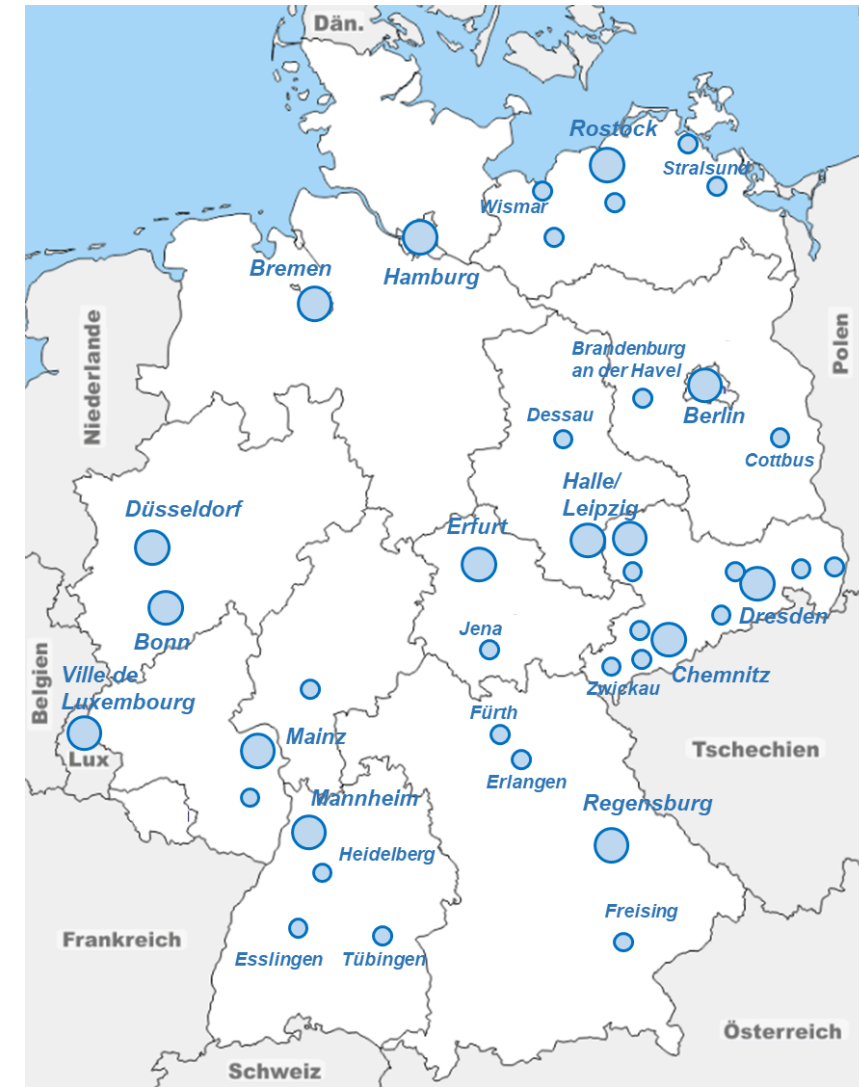 Dän.
Rostock
Stralsund
Wismar
Bremen
Hamburg
Niederlande
Polen
Brandenburg
an der Havel
Berlin
Dessau
Cottbus
Halle/
Leipzig
Düsseldorf
Erfurt
Dresden
Bonn
Jena
Belgien
Ville de
Luxembourg
Zwickau
Chemnitz
Lux
Mainz
Fürth
Erlangen
Tschechien
Mannheim
Regensburg
Heidelberg
Freising
Frankreich
Esslingen
Tübingen
Österreich
Schweiz